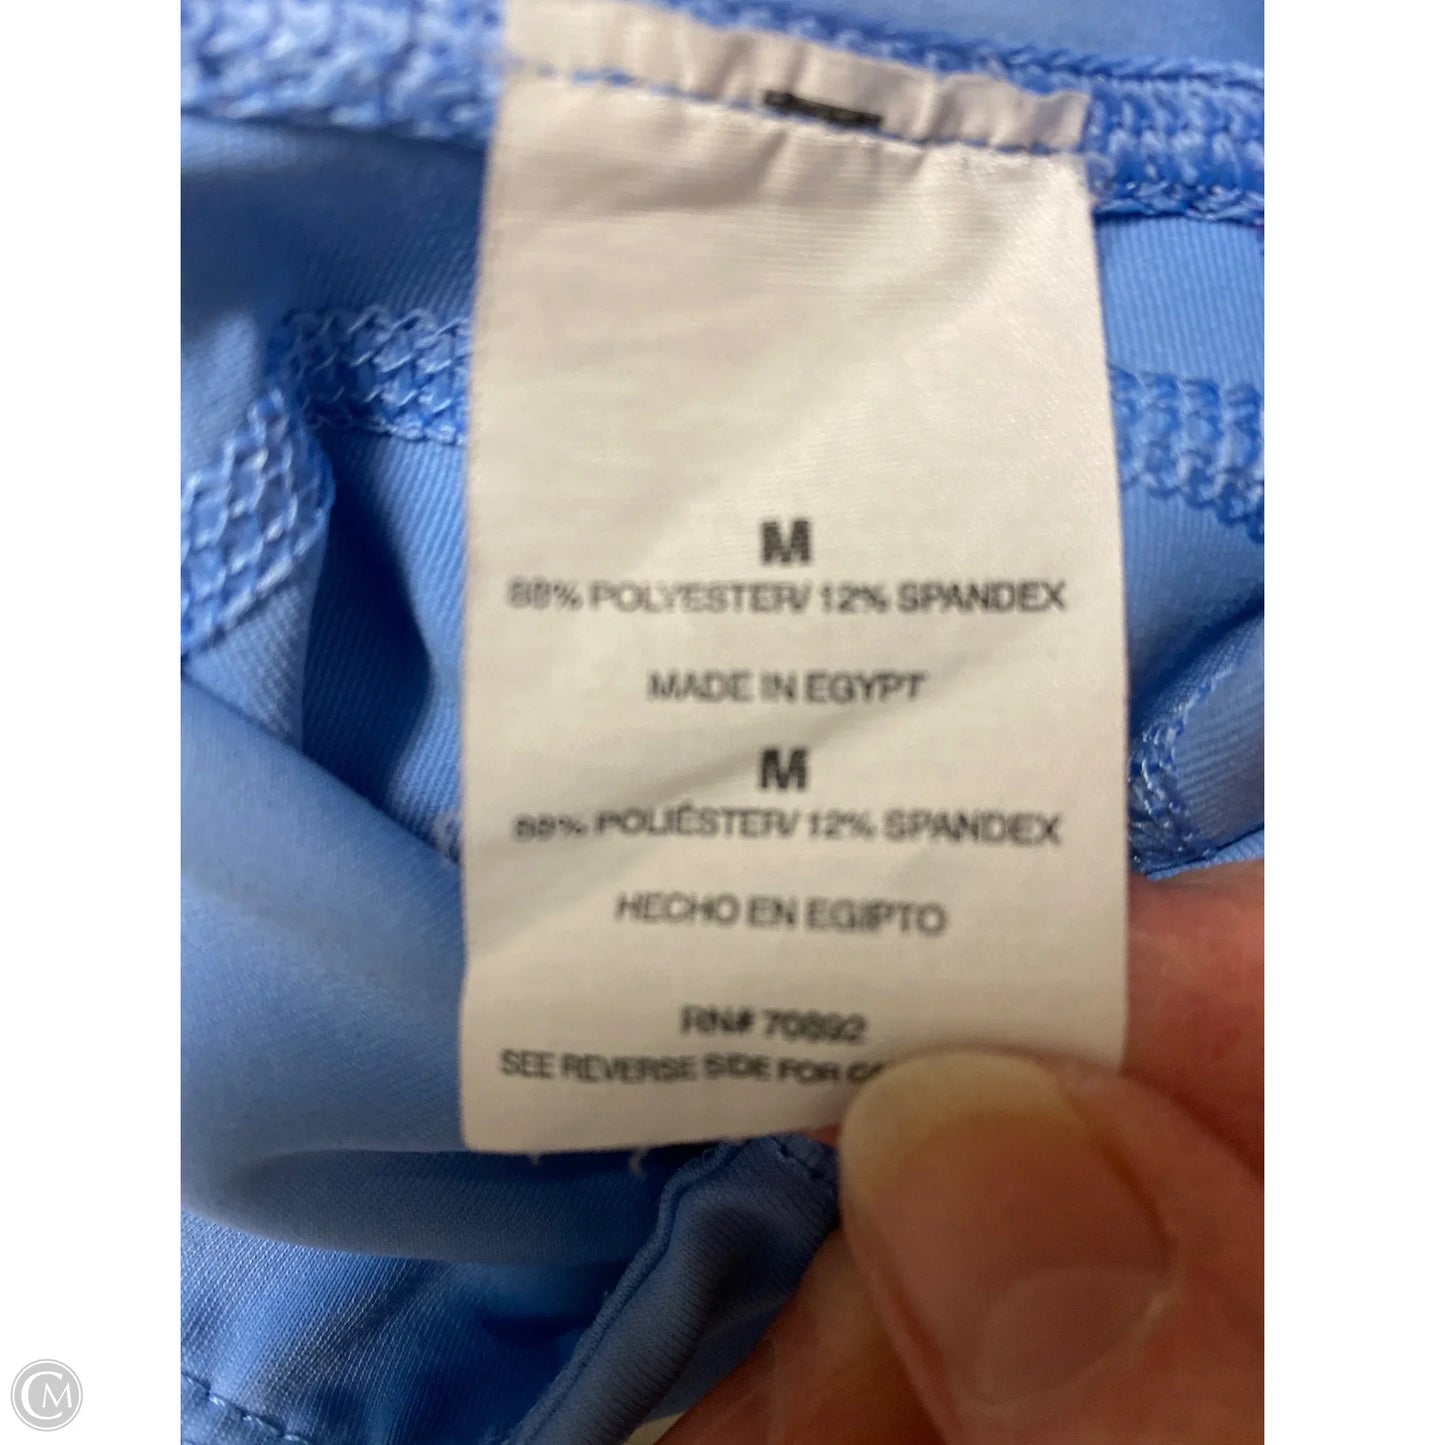 M
88% POLYESTER/ 12% SPANDEX
MADE IN EGYPT
M
88% POLIÉSTER/ 12% SPANDEX
HECHO EN EGIPTO
RN# 70892
SEE REVERSE SIDE FOR
CM